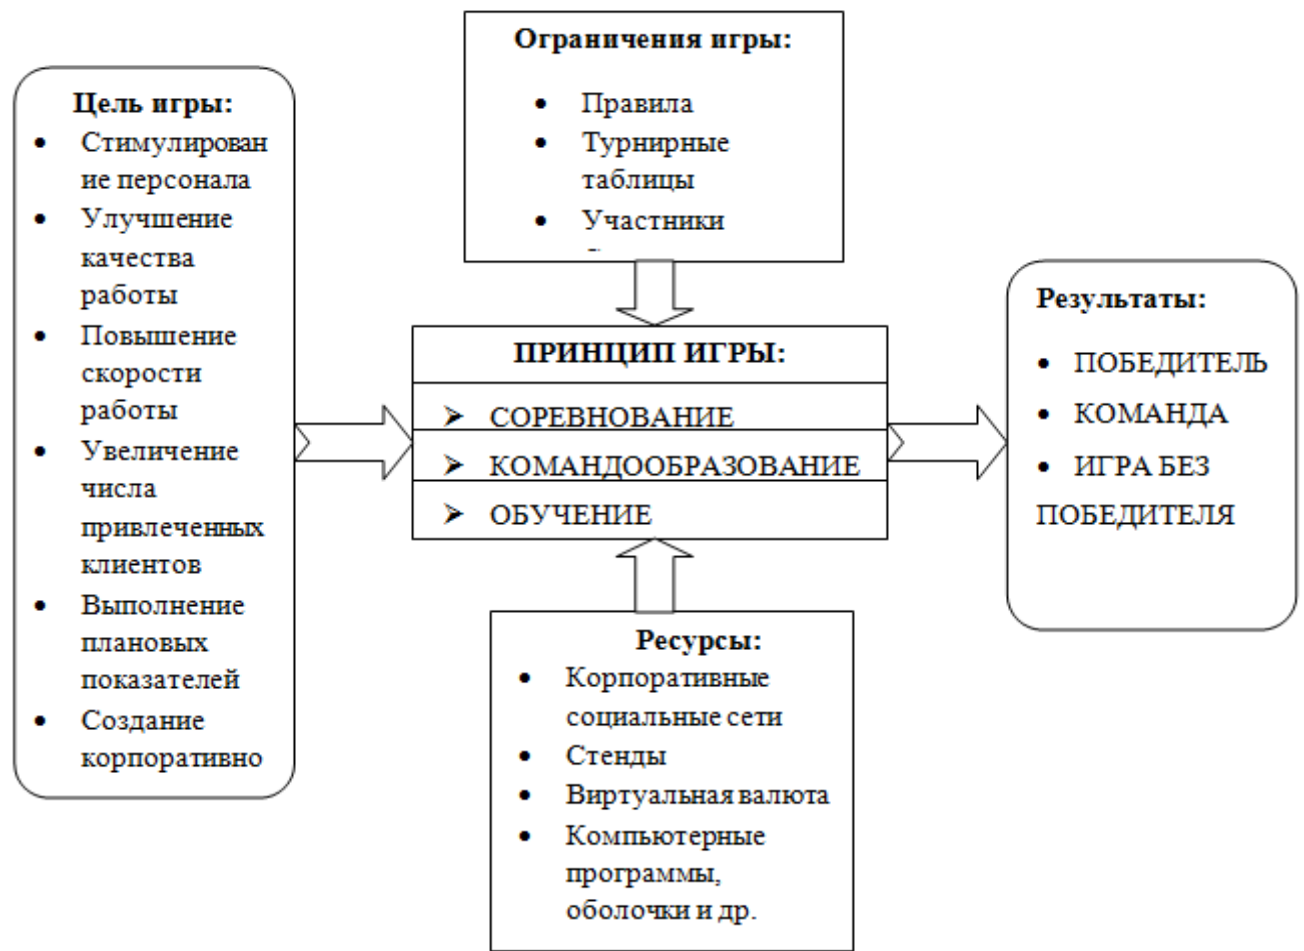 Ограничения игры:
• Правила
• Турнирные
таблицы
• Участники
Цель игры:
• Стимулирован
ие персонала
• Улучшение
качества
работы
• Повышение
скорости
работы
• Увеличение
числа
привлеченных
клиентов
• Выполнение
плановых
показателей
• Создание
корпоративно
ПРИНЦИП ИГРЫ:
➢ СОРЕВНОВАНИЕ
➢ КОМАНДООБРАЗОВАНИЕ
➢ ОБУЧЕНИЕ
Результаты:
• ПОБЕДИТЕЛЬ
• КОМАНДА
• ИГРА БЕЗ
ПОБЕДИТЕЛЯ
Ресурсы:
• Корпоративные
социальные сети
• Стенды
• Виртуальная валюта
• Компьютерные
программы,
оболочки и др.